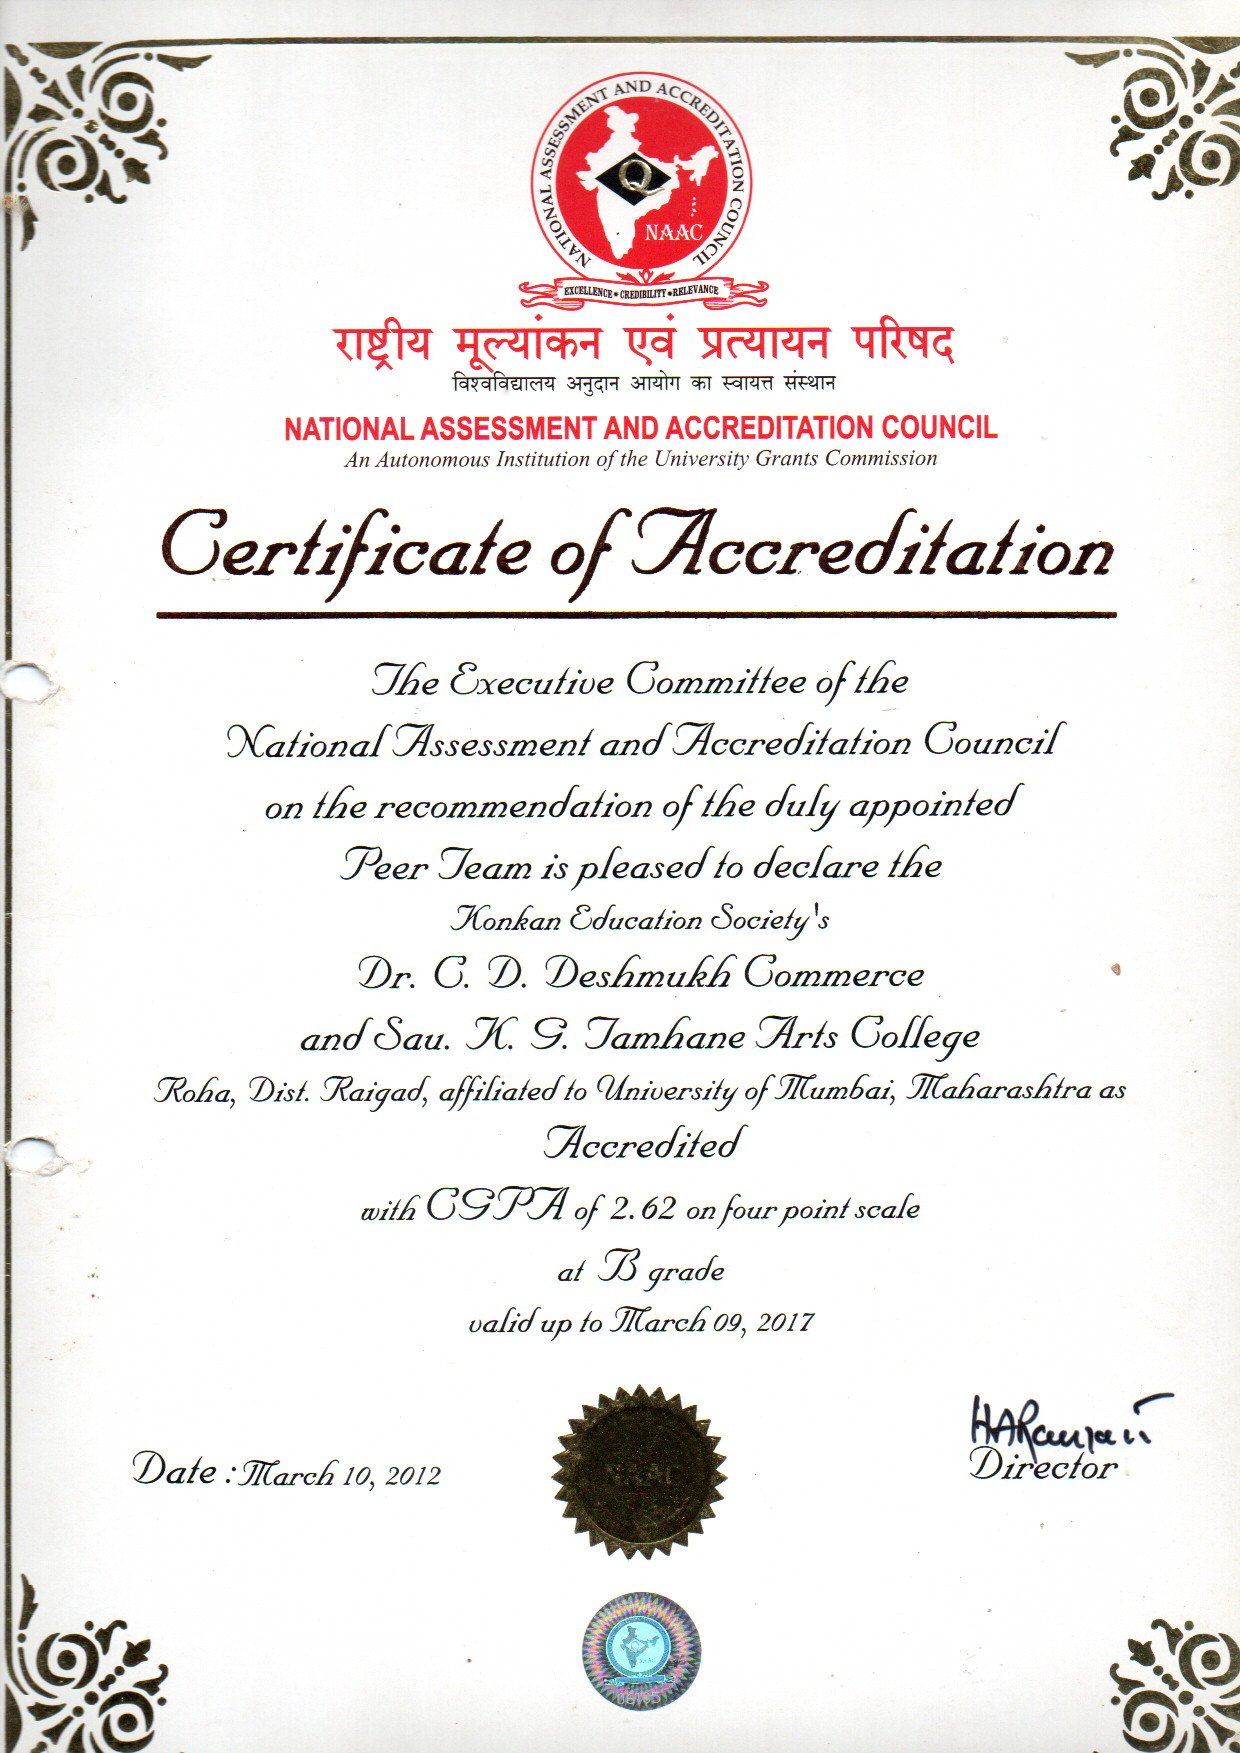 NATIONAL ASSESSMENT AND ACCREDITATION COUNCIL
Q
NAAC
EXCELLENCE • CREDIBILITY • RELEVANCE
राष्ट्रीय मूल्यांकन एवं प्रत्यायन परिषद
विश्वविद्यालय अनुदान आयोग का स्वायत्त संस्थान
NATIONAL ASSESSMENT AND ACCREDITATION COUNCIL
An Autonomous Institution of the University Grants Commission
Certificate of Accreditation
The Executive Committee of the
National Assessment and Accreditation Council
on the recommendation of the duly appointed
Peer Team is pleased to declare the
Konkan Education Society's
Dr. C. D. Deshmukh Commerce
and Sau. K. G. Tamhane Arts College
Roha, Dist. Raigad, affiliated to University of Mumbai, Maharashtra as
Accredited
with CGPA of 2.62 on four point scale
at B grade
valid up to March 09, 2017
Date : March 10, 2012
Director
NAAC